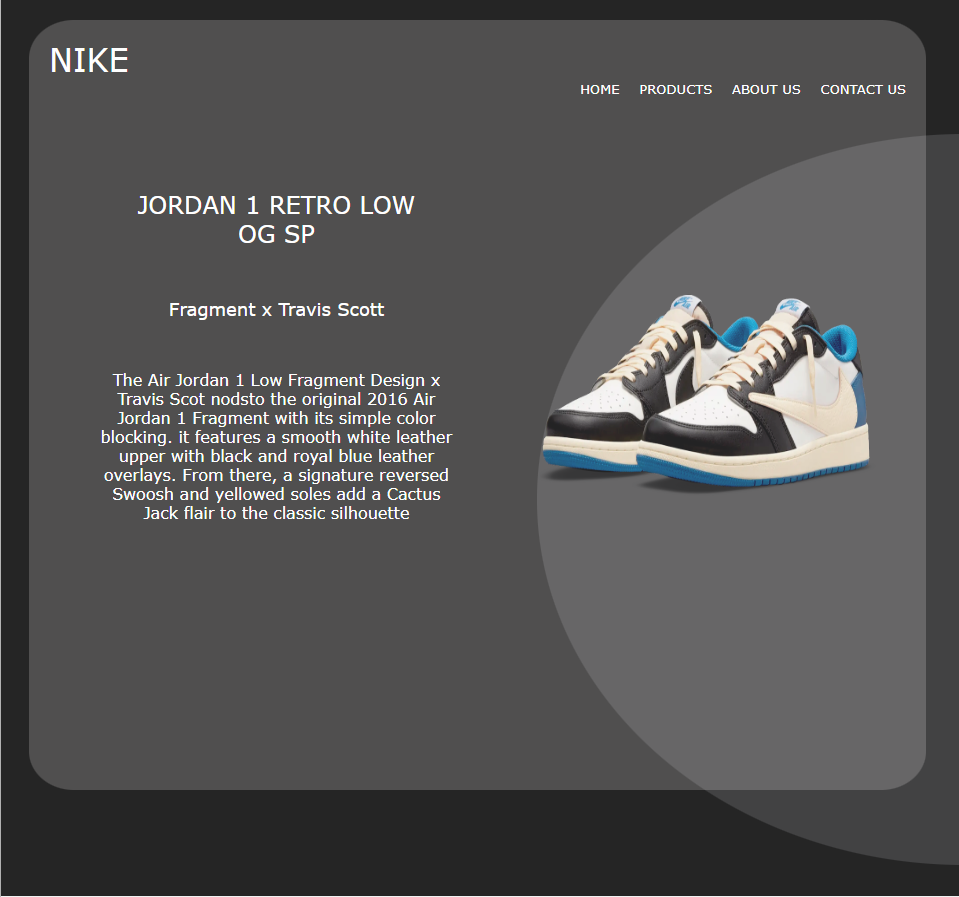 NIKE
HOME PRODUCTS ABOUT US CONTACT US
JORDAN 1 RETRO LOW
OG SP
Fragment x Travis Scott
The Air Jordan 1 Low Fragment Design x
Travis Scot nodsto the original 2016 Air
Jordan 1 Fragment with its simple color
blocking. it features a smooth white leather
upper with black and royal blue leather
overlays. From there, a signature reversed
Swoosh and yellowed soles add a Cactus
Jack flair to the classic silhouette